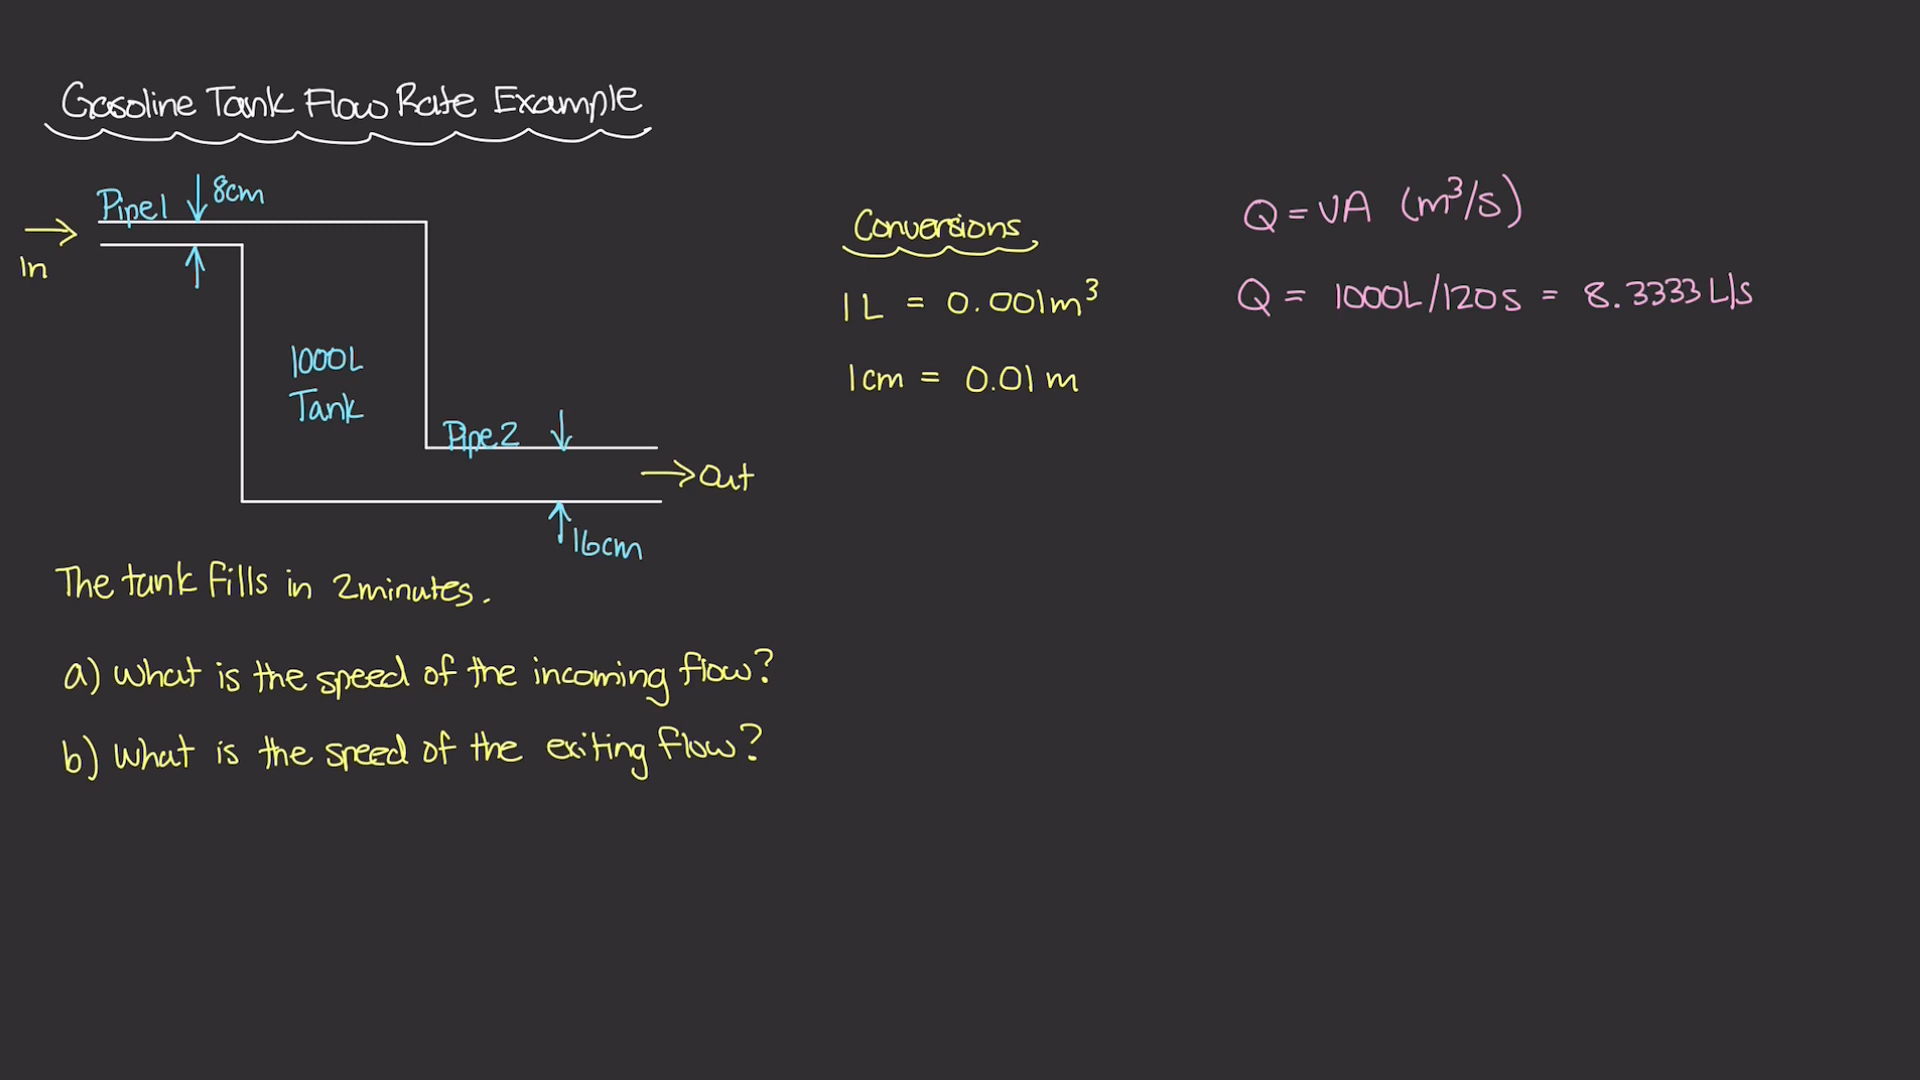 Gasoline Tank Flow Rate Example
Pipe1
8cm
In
1000L
Tank
Pipe2
Out
16cm
The tank fills in 2minutes.
a) What is the speed of the incoming flow?
b) What is the speed of the exiting flow?
Conversions
1 L = 0.001m³
1cm = 0.01 m
Q = VA (m³/s)
Q = 1000L/120s = 8.3333 L/s